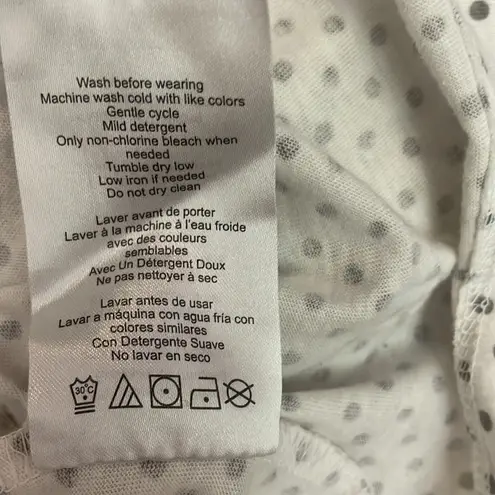 Wash before wearing
Machine wash cold with like colors
Gentle cycle
Mild detergent
Only non-chlorine bleach when
needed
Tumble dry low
Low iron if needed
Do not dry clean
Laver avant de porter
Laver à la machine à l'eau froide
avec des couleurs
semblables
Avec Un Détergent Doux
Ne pas nettoyer à sec
Lavar antes de usar
Lavar a máquina con agua fría con
colores similares
Con Detergente Suave
No lavar en seco
30°C